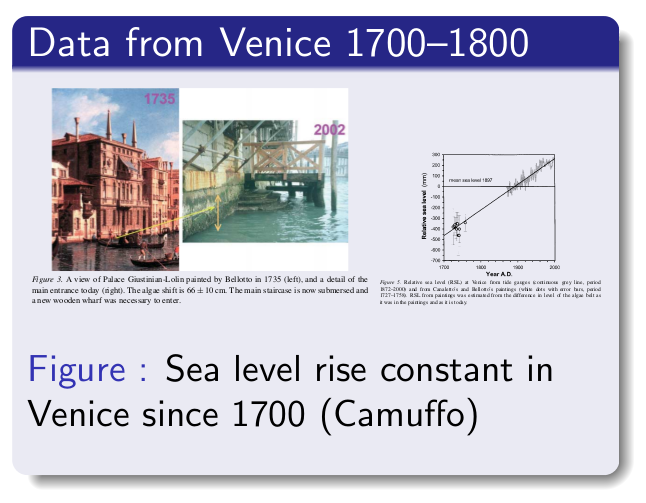 Data from Venice 1700–1800
1735
2002
Figure 3. A view of Palace Giustinian-Lolin painted by Bellotto in 1735 (left), and a detail of the
main entrance today (right). The algae shift is 66 ± 10 cm. The main staircase is now submersed and
a new wooden wharf was necessary to enter.
300
200
100
0
-100
-200
-300
-400
-500
-600
-700
Relative sea level (mm)
mean sea level 1897
1700 1800 1900 2000
Year A.D.
Figure 5. Relative sea level (RSL) at Venice from tide gauges (continuous grey line, period
1872–2000) and from Canaletto's and Bellotto's paintings (white dots with error bars, period
1727–1758). RSL from paintings was estimated from the difference in level of the algae belt as
it was in the paintings and as it is today.
Figure : Sea level rise constant in
Venice since 1700 (Camuffo)